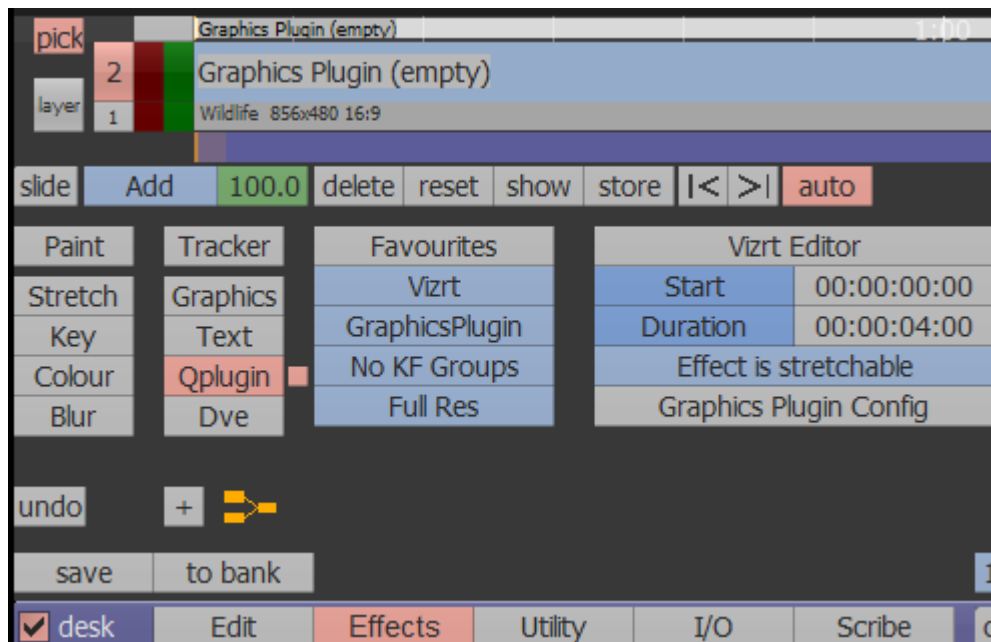 pick
Graphics Plugin (empty)
1:00
2
Graphics Plugin (empty)
layer
1
Wildlife 856x480 16:9
slide Add 100.0 delete reset show store |< >| auto
Paint Tracker Favourites Vizrt Editor
Stretch Graphics Vizrt Start 00:00:00:00
Key Text GraphicsPlugin Duration 00:00:04:00
Colour Qplugin No KF Groups Effect is stretchable
Blur Dve Full Res Graphics Plugin Config
undo +
save to bank
desk Edit Effects Utility I/O Scribe